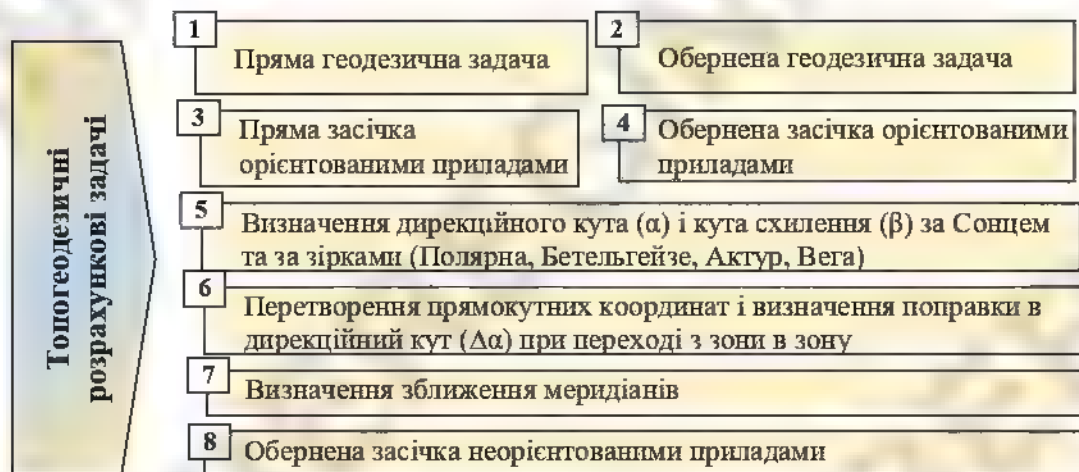 Топогеодезичні
розрахункові задачі
1
Пряма геодезична задача
2
Обернена геодезична задача
3
Пряма засічка
орієнтованими приладами
4
Обернена засічка орієнтованими
приладами
5
Визначення дирекційного кута (α) і кута схилення (β) за Сонцем
та за зірками (Полярна, Бетельгейзе, Актур, Вега)
6
Перетворення прямокутних координат і визначення поправки в
дирекційний кут (Δα) при переході з зони в зону
7
Визначення зближення меридіанів
8
Обернена засічка неорієнтованими приладами